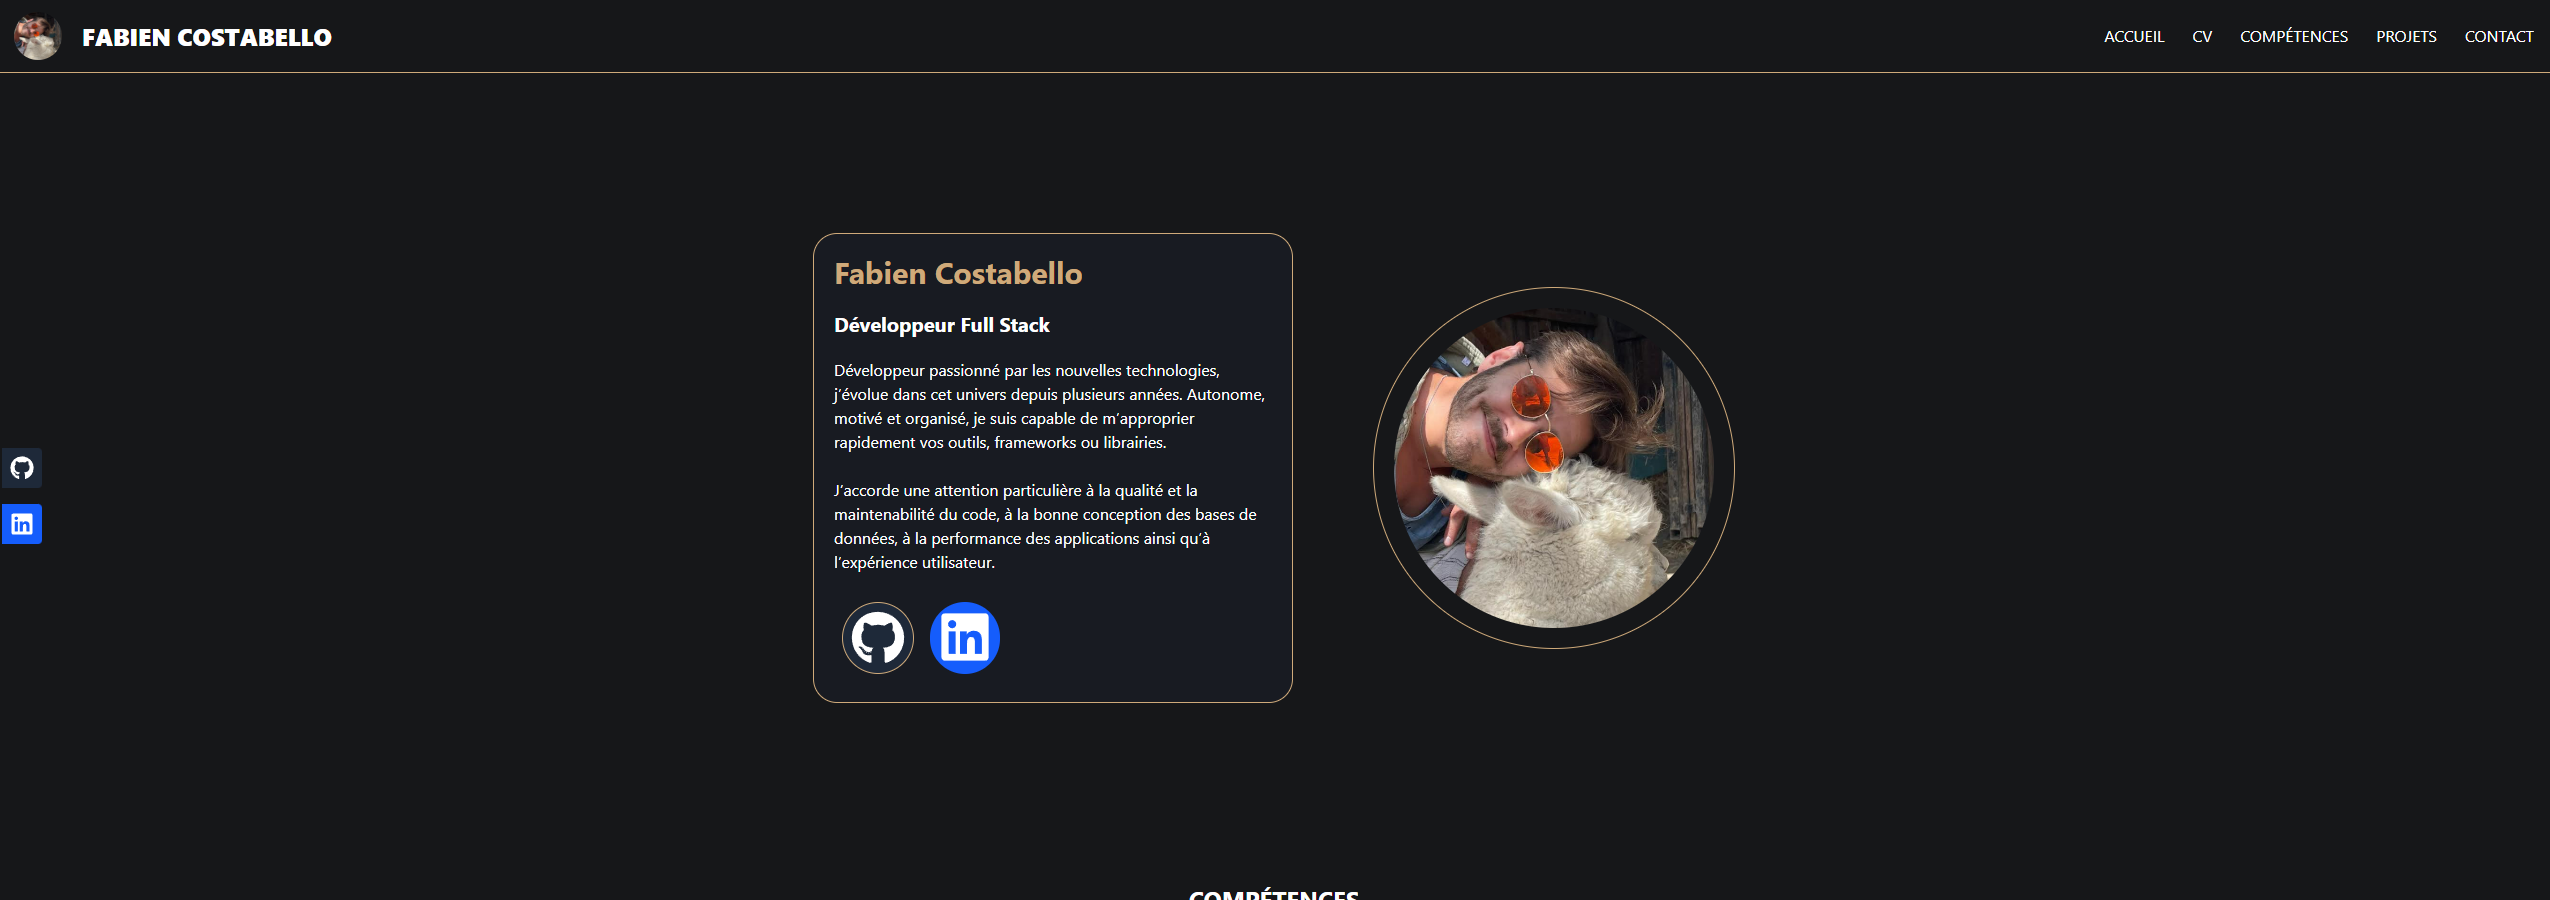 FABIEN COSTABELLO
ACCUEIL CV COMPÉTENCES PROJETS CONTACT
Fabien Costabello
Développeur Full Stack
Développeur passionné par les nouvelles technologies,
j’évolue dans cet univers depuis plusieurs années. Autonome,
motivé et organisé, je suis capable de m’approprier
rapidement vos outils, frameworks ou librairies.
J’accorde une attention particulière à la qualité et la
maintenabilité du code, à la bonne conception des bases de
données, à la performance des applications ainsi qu’à
l’expérience utilisateur.
in
in
COMPÉTENCES